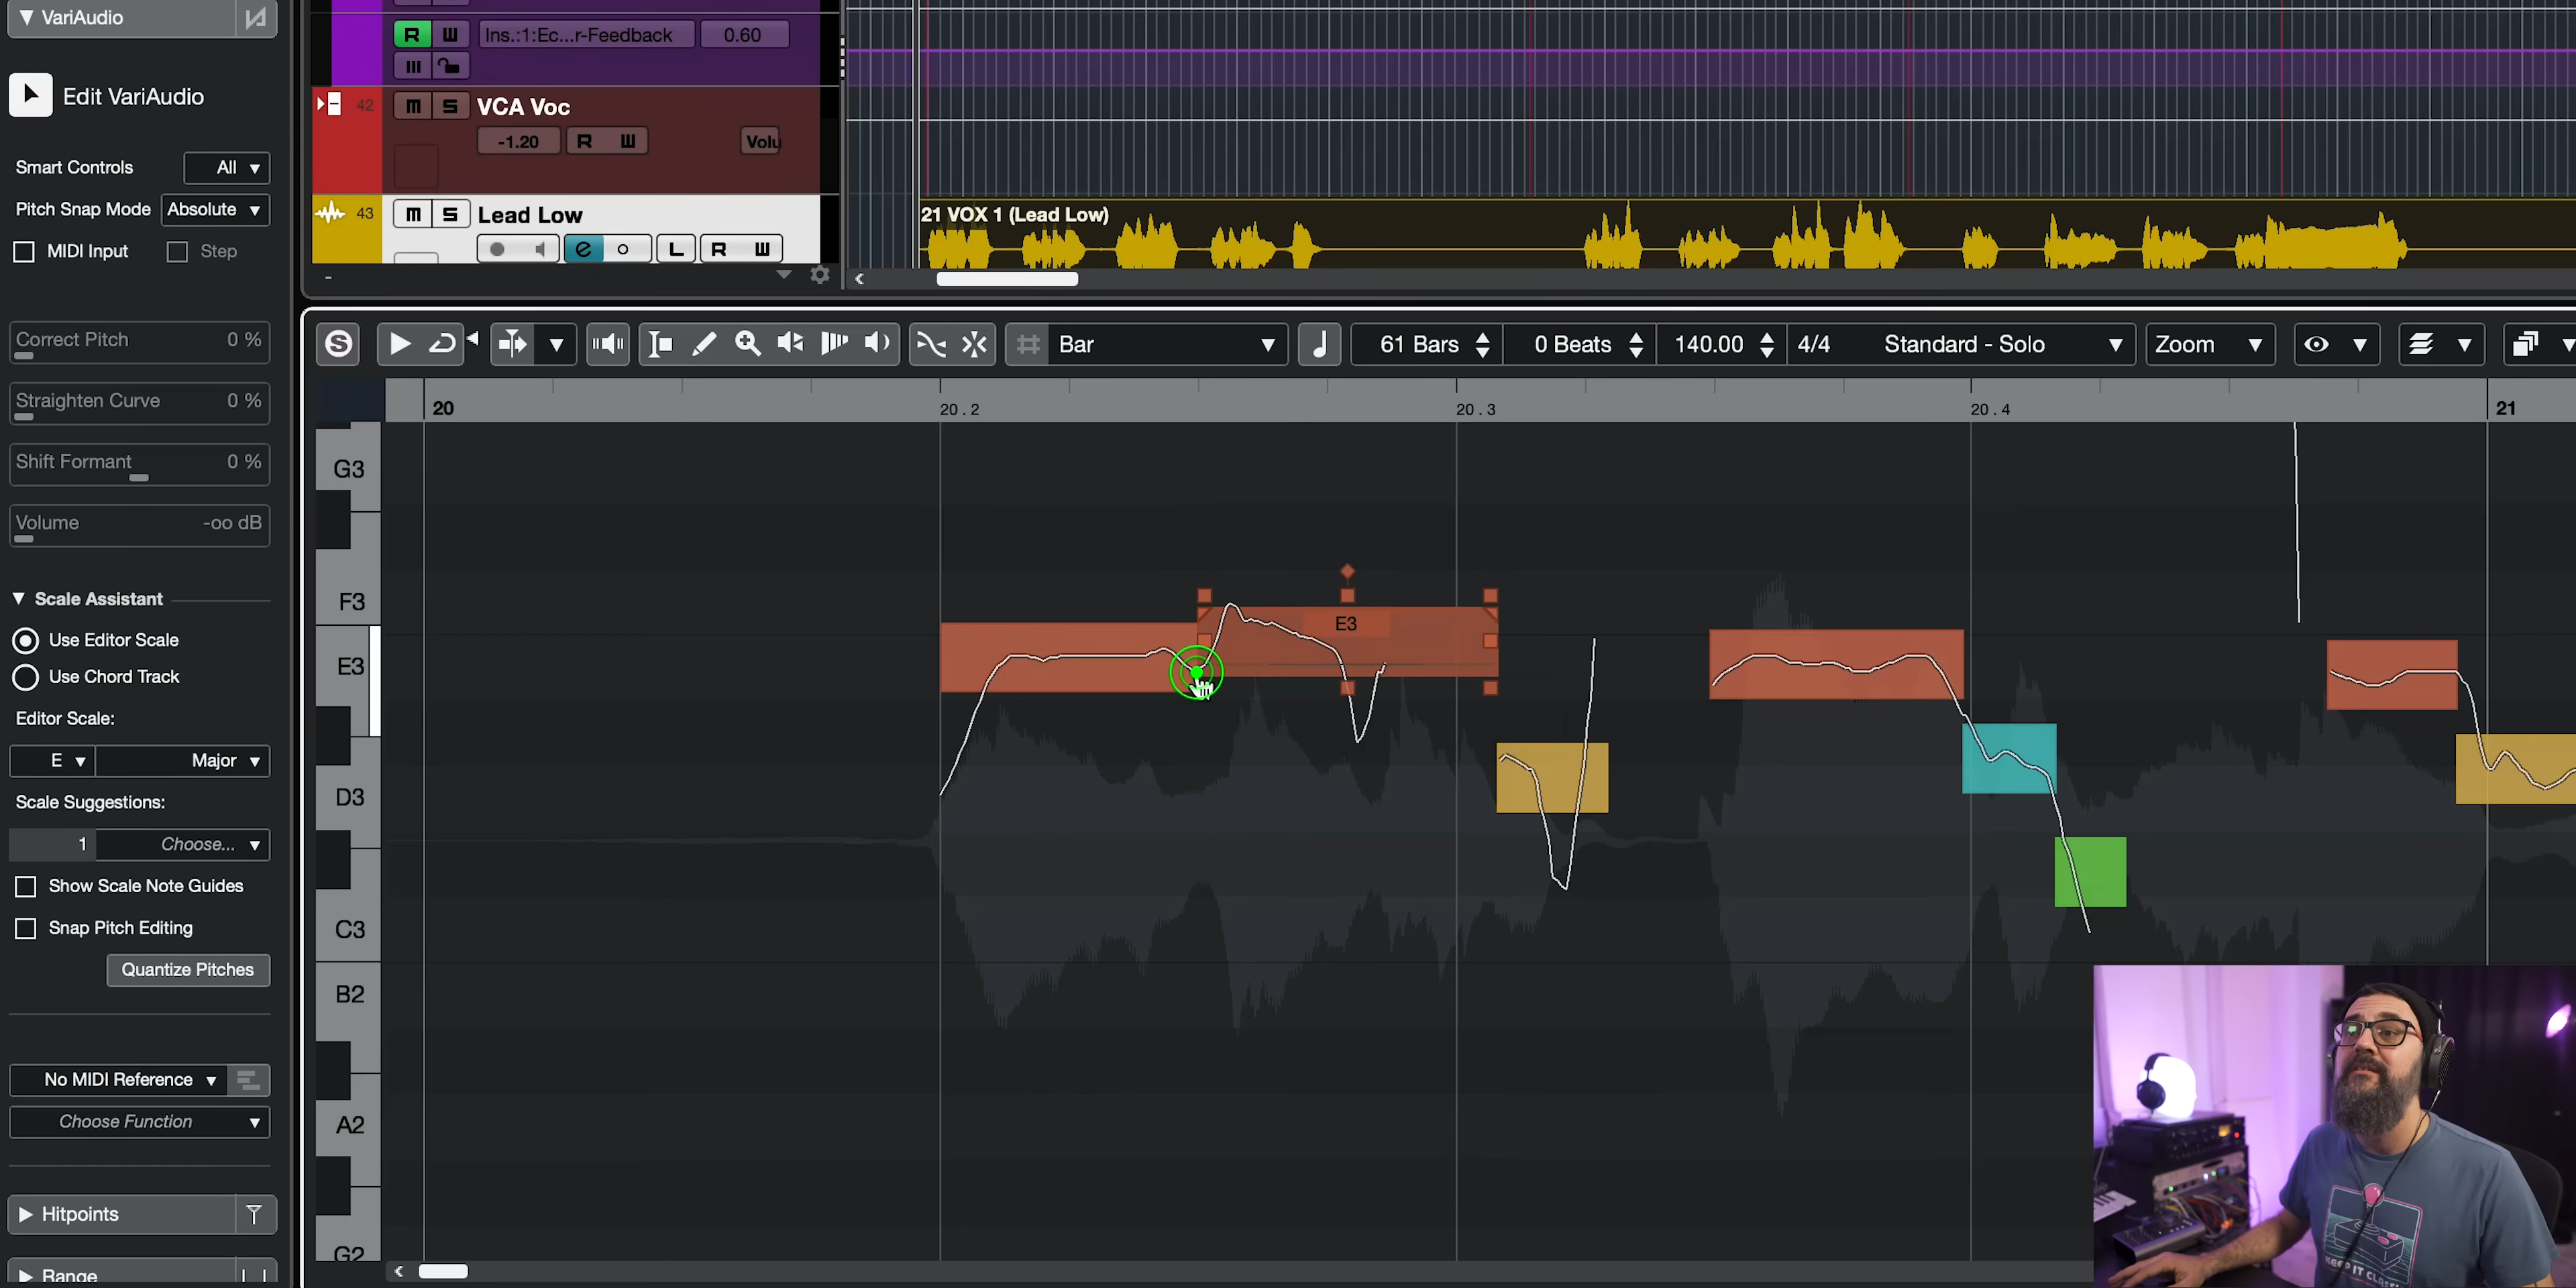 VariAudio
Edit VariAudio
Smart Controls All
Pitch Snap Mode Absolute
MIDI Input Step
Correct Pitch 0 %
Straighten Curve 0 %
Shift Formant 0 %
Volume -oo dB
Scale Assistant
Use Editor Scale
Use Chord Track
Editor Scale:
E Major
Scale Suggestions:
1 Choose...
Show Scale Note Guides
Snap Pitch Editing
Quantize Pitches
No MIDI Reference
Choose Function
Hitpoints
Range
R W Ins.:1:Ec...r-Feedback 0.60
42 M S VCA Voc
-1.20 R W Volu
43 M S Lead Low
e L R W
21 VOX 1 (Lead Low)
Bar 61 Bars 0 Beats 140.00 4/4 Standard - Solo Zoom
20 20.2 20.3 20.4 21
G3
F3
E3
D3
C3
B2
A2
G2
E3
KEEP IT CLASS